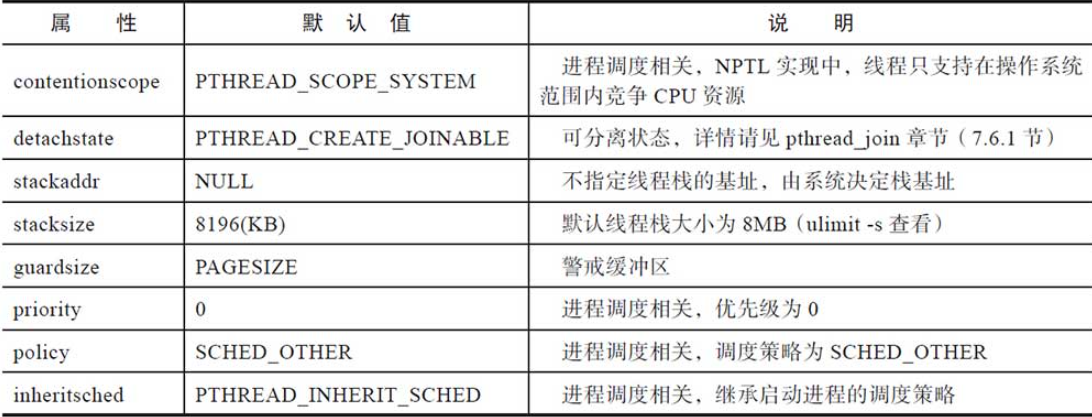 属 性 默 认 值 说 明
contentionscope PTHREAD_SCOPE_SYSTEM 进程调度相关，NPTL 实现中，线程只支持在操作系统
范围内竞争 CPU 资源
detachstate PTHREAD_CREATE_JOINABLE 可分离状态，详情请见 pthread_join 章节（7.6.1 节）
stackaddr NULL 不指定线程栈的基址，由系统决定栈基址
stacksize 8196(KB) 默认线程栈大小为 8MB（ulimit -s 查看）
guardsize PAGESIZE 警戒缓冲区
priority 0 进程调度相关，优先级为 0
policy SCHED_OTHER 进程调度相关，调度策略为 SCHED_OTHER
inheritsched PTHREAD_INHERIT_SCHED 进程调度相关，继承启动进程的调度策略